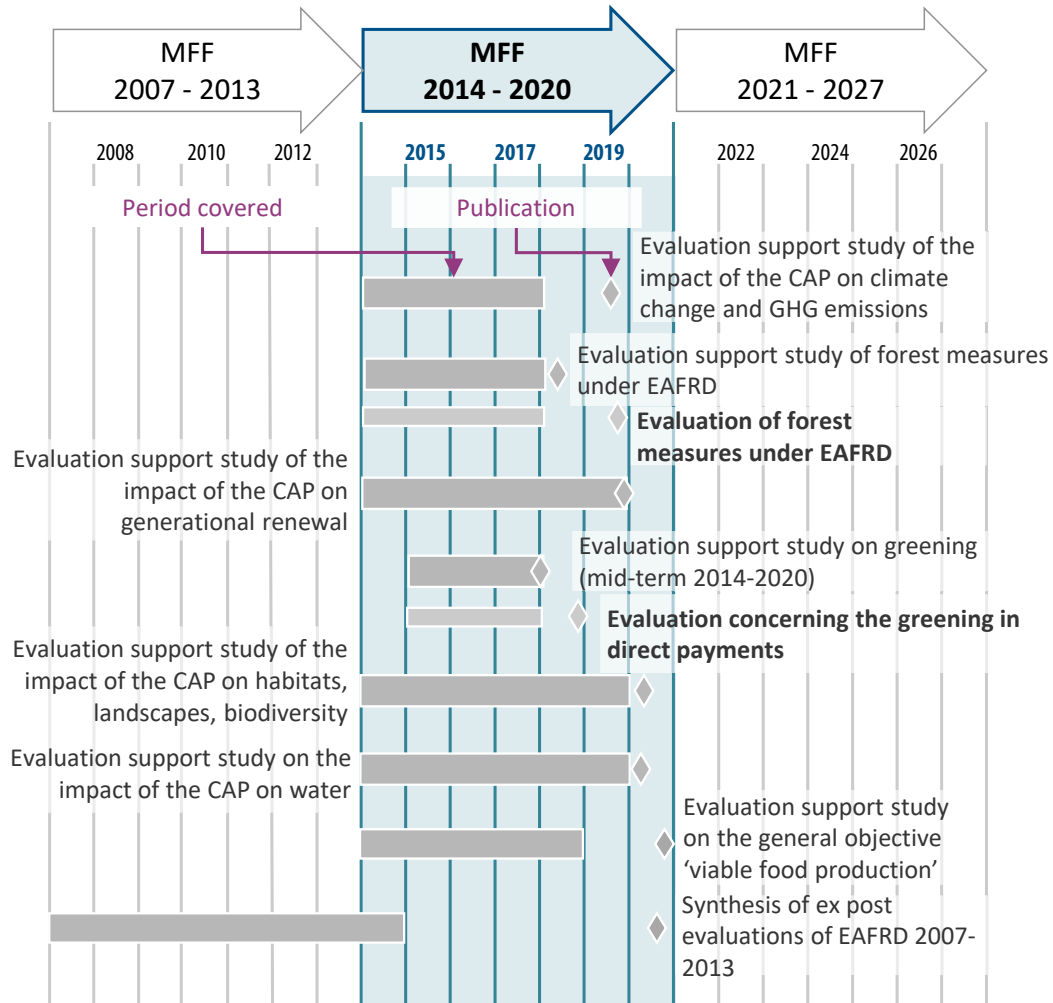 MFF
2007 - 2013
MFF
2014 - 2020
MFF
2021 - 2027
2008
2010
2012
2015
2017
2019
2022
2024
2026
Period covered
Publication
Evaluation support study of the
impact of the CAP on climate
change and GHG emissions
Evaluation support study of forest measures
under EAFRD
Evaluation of forest
measures under EAFRD
Evaluation support study of the
impact of the CAP on
generational renewal
Evaluation support study on greening
(mid-term 2014-2020)
Evaluation concerning the greening in
direct payments
Evaluation support study of the
impact of the CAP on habitats,
landscapes, biodiversity
Evaluation support study on the
impact of the CAP on water
Evaluation support study
on the general objective
‘viable food production’
Synthesis of ex post
evaluations of EAFRD 2007-
2013